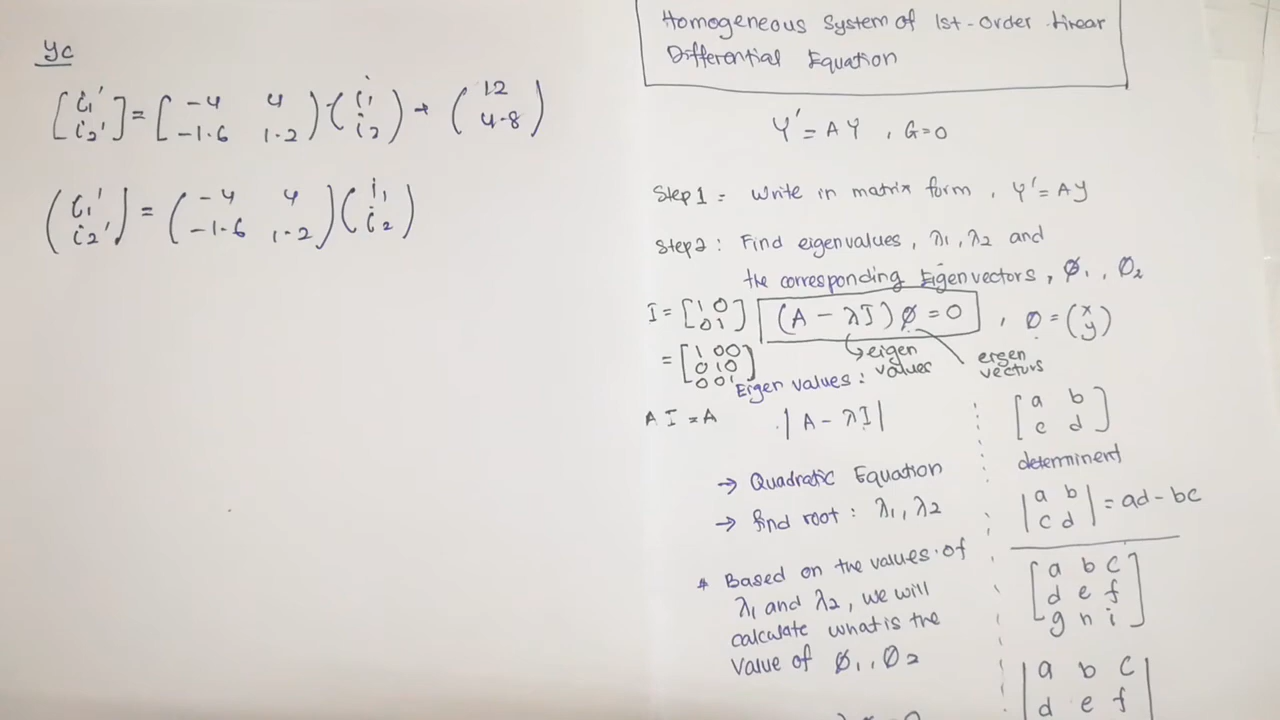 Yc
[i₁' i₂'] = [-4 4 -1.6 1.2) (i₁ i₂) + (12 4.8)
(i₁' i₂') = (-4 4 -1.6 1.2) (i₁ i₂)
Homogeneous System of 1st-Order Linear
Differential Equation
Y' = AY , G=0
Step 1 = Write in matrix form, Y' = AY
Step 2 : Find eigenvalues, λ1, λ2 and
the corresponding Eigenvectors, Ø1, Ø2
I = [1 0 0 1] (A - λI) Ø = 0 , Ø = (x y)
= [1 0 0 0 1 0 0 0 1]
eigen values
eigen vectors
Eigen values :
A I = A
|A - λI|
→ Quadratic Equation
→ find root : λ1, λ2
* Based on the values of
λ1 and λ2, we will
calculate what is the
value of Ø1, Ø2
[a b c d]
determinent
|a b c d| = ad - bc
[a b c d e f g h i]
|a b c
d e f|